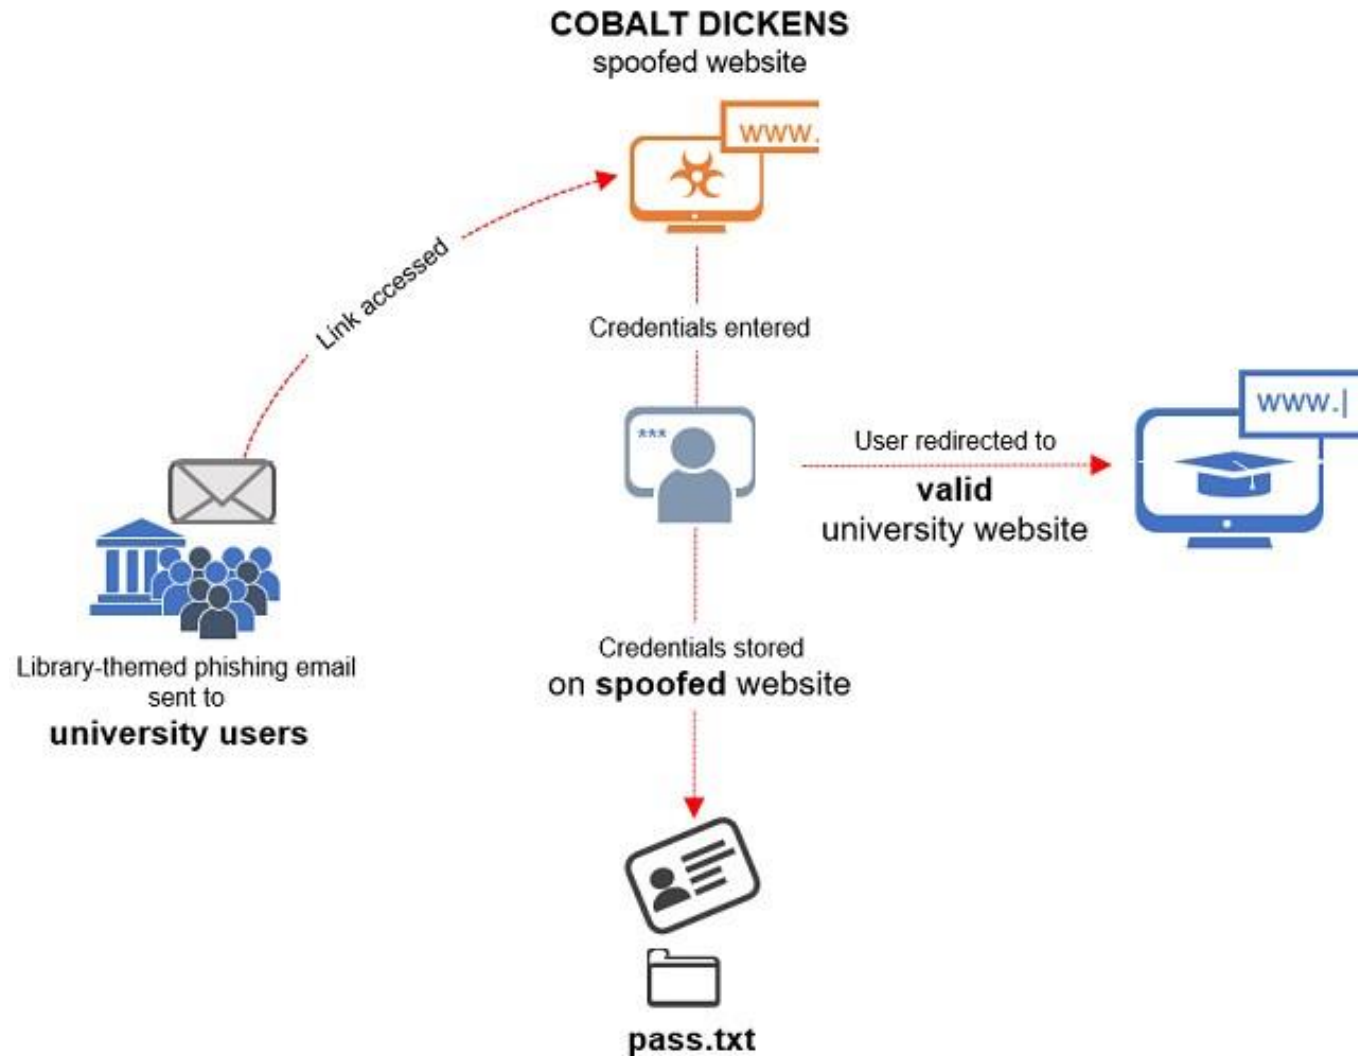 COBALT DICKENS
spoofed website
www.
Link accessed
Credentials entered
***
www.|
User redirected to
valid
university website
Library-themed phishing email
sent to
university users
Credentials stored
on spoofed website
pass.txt